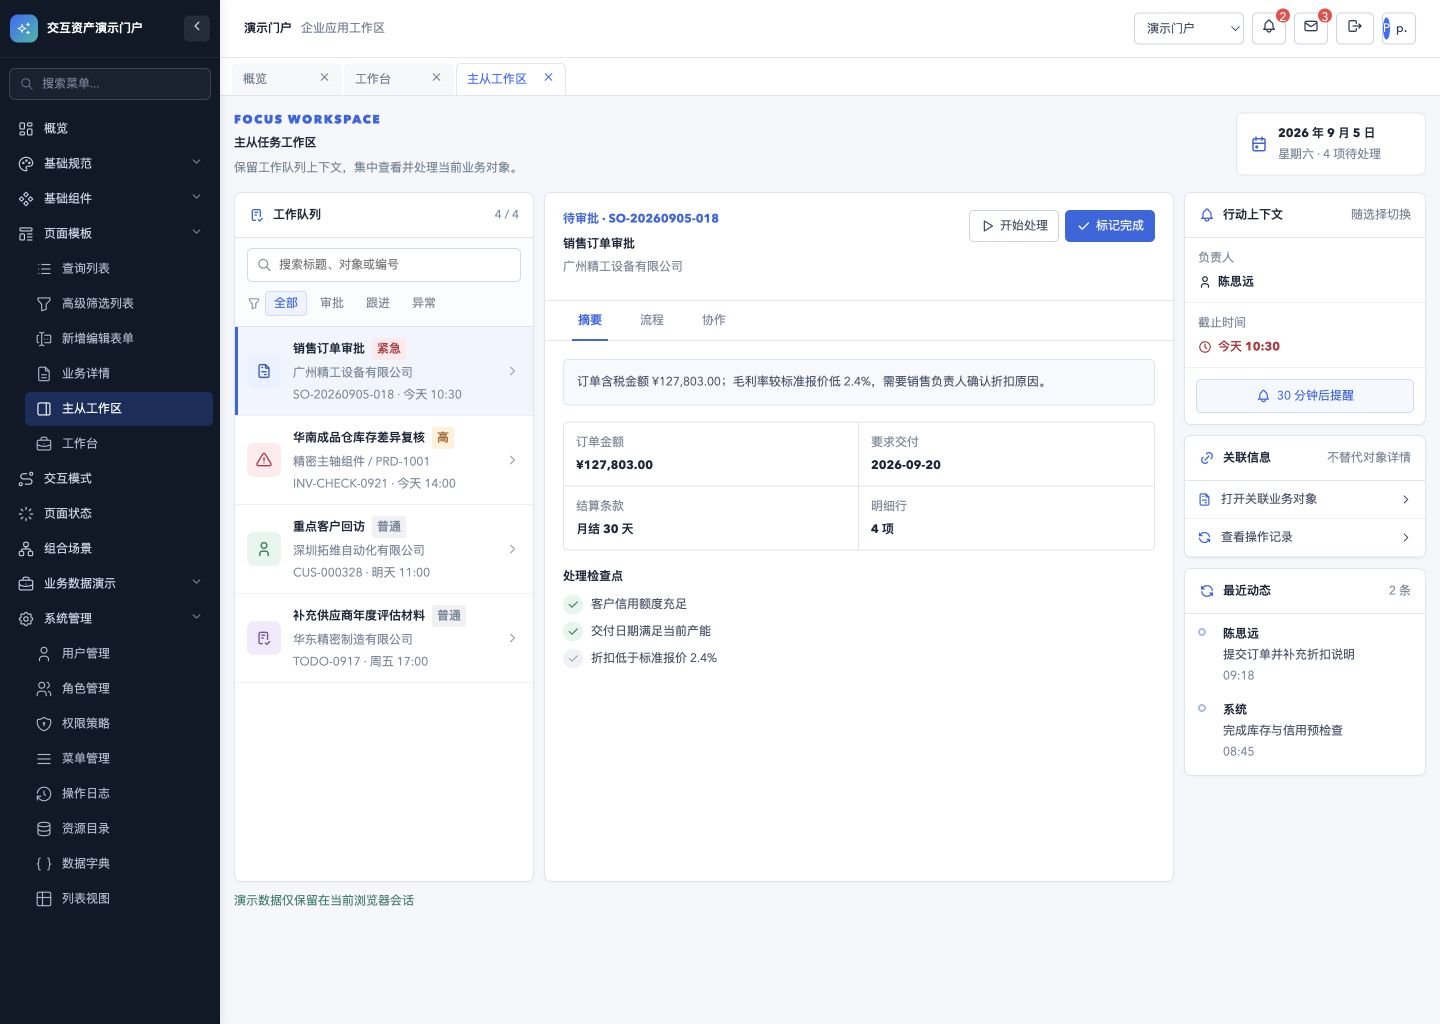 交互资产演示门户
搜索菜单...
概览
基础规范
基础组件
页面模板
查询列表
高级筛选列表
新增编辑表单
业务详情
主从工作区
工作台
交互模式
页面状态
组合场景
业务数据演示
系统管理
用户管理
角色管理
权限策略
菜单管理
操作日志
资源目录
数据字典
列表视图
演示门户 企业应用工作区
演示门户
2
3
p.
概览
工作台
主从工作区
FOCUS WORKSPACE
主从任务工作区
保留工作队列上下文，集中查看并处理当前业务对象。
2026 年 9 月 5 日
星期六 · 4 项待处理
工作队列 4 / 4
搜索标题、对象或编号
全部 审批 跟进 异常
销售订单审批 紧急
广州精工设备有限公司
SO-20260905-018 · 今天 10:30
华南成品仓库存差异复核 高
精密主轴组件 / PRD-1001
INV-CHECK-0921 · 今天 14:00
重点客户回访 普通
深圳拓维自动化有限公司
CUS-000328 · 明天 11:00
补充供应商年度评估材料 普通
华东精密制造有限公司
TODO-0917 · 周五 17:00
待审批 · SO-20260905-018
销售订单审批
广州精工设备有限公司
开始处理 标记完成
摘要 流程 协作
订单含税金额 ¥127,803.00；毛利率较标准报价低 2.4%，需要销售负责人确认折扣原因。
订单金额
¥127,803.00
要求交付
2026-09-20
结算条款
月结 30 天
明细行
4 项
处理检查点
客户信用额度充足
交付日期满足当前产能
折扣低于标准报价 2.4%
行动上下文 随选择切换
负责人
陈思远
截止时间
今天 10:30
30 分钟后提醒
关联信息 不替代对象详情
打开关联业务对象
查看操作记录
最近动态 2 条
陈思远
提交订单并补充折扣说明
09:18
系统
完成库存与信用预检查
08:45
演示数据仅保留在当前浏览器会话